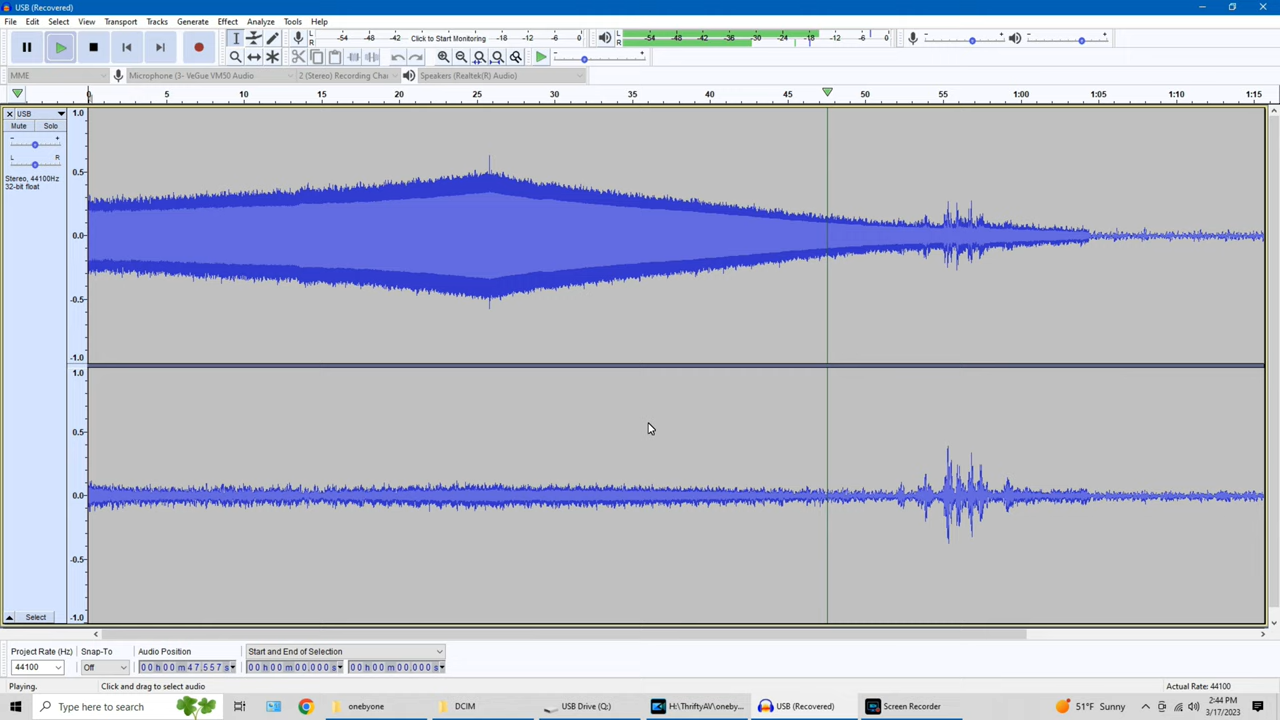 USB (Recovered)
File Edit Select View Transport Tracks Generate Effect Analyze Tools Help
L R -54 -48 -42 Click to Start Monitoring -18 -12 -6 0
L R -54 -48 -42 -36 -30 -24 -18 -12 -6 0
MME Microphone (3- VeGue VM50 Audio) 2 (Stereo) Recording Chan Speakers (Realtek(R) Audio)
0 5 10 15 20 25 30 35 40 45 50 55 1:00 1:05 1:10 1:15
USB
Mute Solo
- +
L R
Stereo, 44100Hz
32-bit float
1.0
0.5
0.0
-0.5
-1.0
1.0
0.5
0.0
-0.5
-1.0
Select
Project Rate (Hz) Snap-To Audio Position Start and End of Selection
44100 Off 00 h 00 m 47.557 s 00 h 00 m 00.000 s 00 h 00 m 00.000 s
Playing. Click and drag to select audio Actual Rate: 44100
Type here to search onebyone DCIM USB Drive (Q:) H:\ThriftyAV\oneby... USB (Recovered) Screen Recorder 51°F Sunny 2:44 PM
3/17/2023